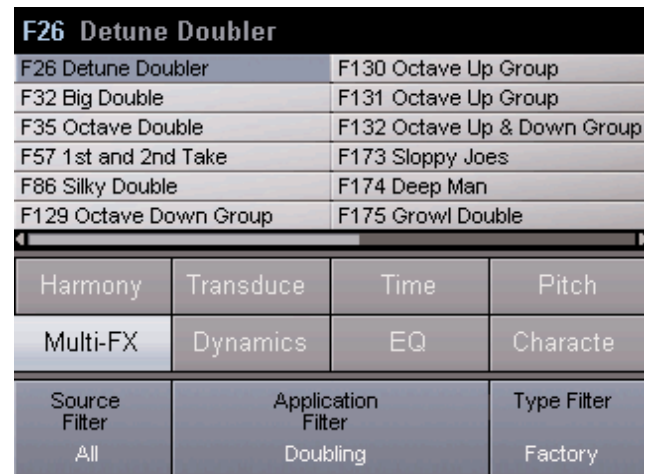 F26 Detune Doubler
F26 Detune Doubler
F32 Big Double
F35 Octave Double
F57 1st and 2nd Take
F86 Silky Double
F129 Octave Down Group
F130 Octave Up Group
F131 Octave Up Group
F132 Octave Up & Down Group
F173 Sloppy Joes
F174 Deep Man
F175 Growl Double
Harmony Transduce Time Pitch
Multi-FX Dynamics EQ Characte
Source Filter All
Application Filter Doubling
Type Filter Factory